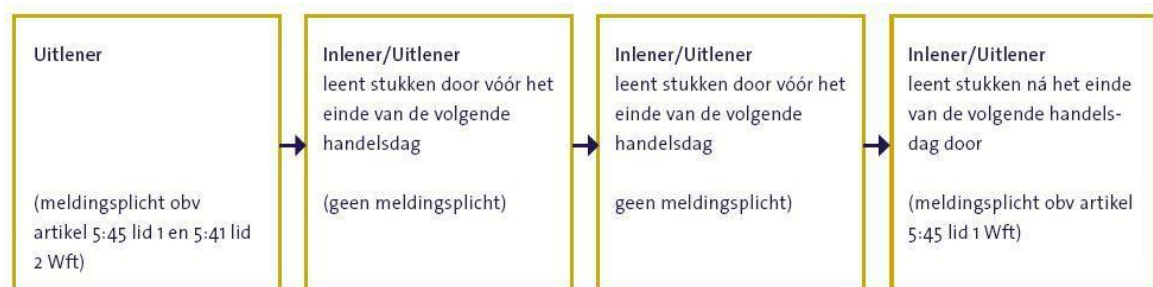 Uitlener
(meldingsplicht obv
artikel 5:45 lid 1 en 5:41 lid
2 Wft)
Inlener/Uitlener
leent stukken door vóór het
einde van de volgende
handelsdag
(geen meldingsplicht)
Inlener/Uitlener
leent stukken door vóór het
einde van de volgende
handelsdag
geen meldingsplicht)
Inlener/Uitlener
leent stukken ná het einde
van de volgende handels-
dag door
(meldingsplicht obv artikel
5:45 lid 1 Wft)